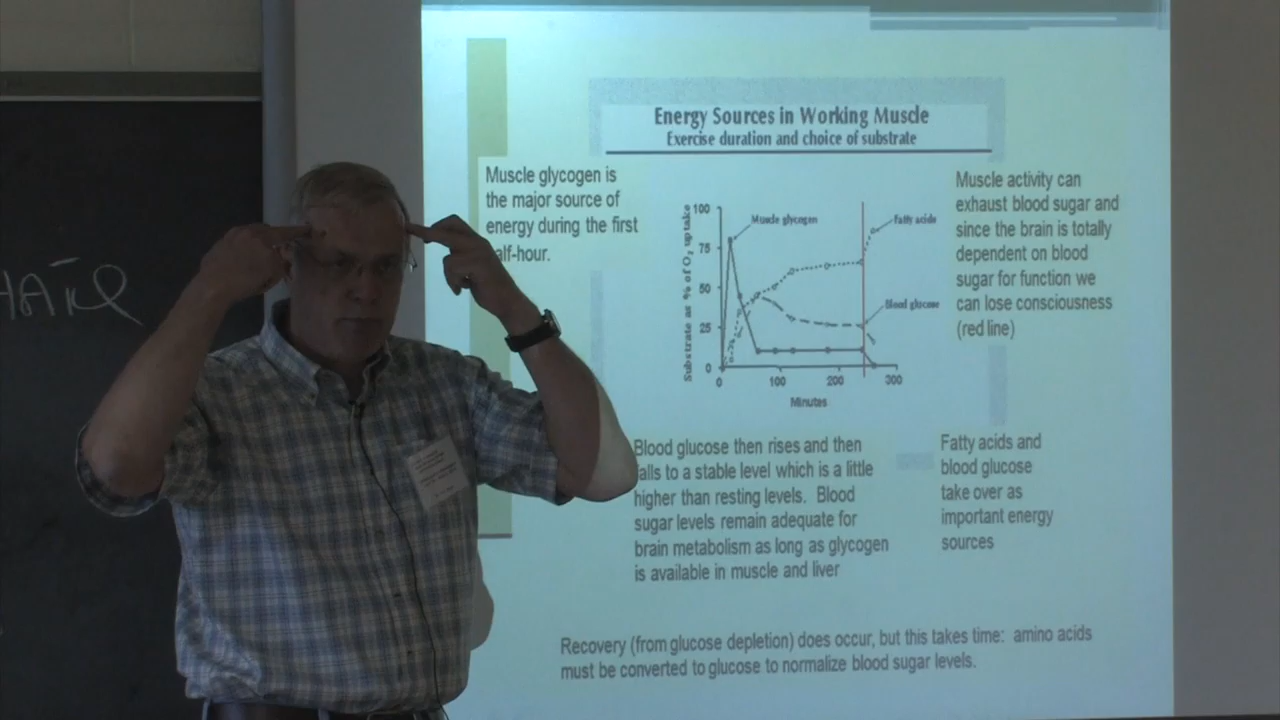 Energy Sources in Working Muscle
Exercise duration and choice of substrate
Muscle glycogen is
the major source of
energy during the first
alf-hour.
Substrate as % of O2 uptake
100
75
50
25
0
0
100
200
300
Minutes
Muscle glycogen
Fatty acids
Blood glucose
Muscle activity can
exhaust blood sugar and
since the brain is totally
dependent on blood
sugar for function we
can lose consciousness
(red line)
Blood glucose then rises and then
alls to a stable level which is a little
higher than resting levels. Blood
sugar levels remain adequate for
brain metabolism as long as glycogen
is available in muscle and liver
Fatty acids and
blood glucose
take over as
important energy
sources
Recovery (from glucose depletion) does occur, but this takes time: amino acids
must be converted to glucose to normalize blood sugar levels.